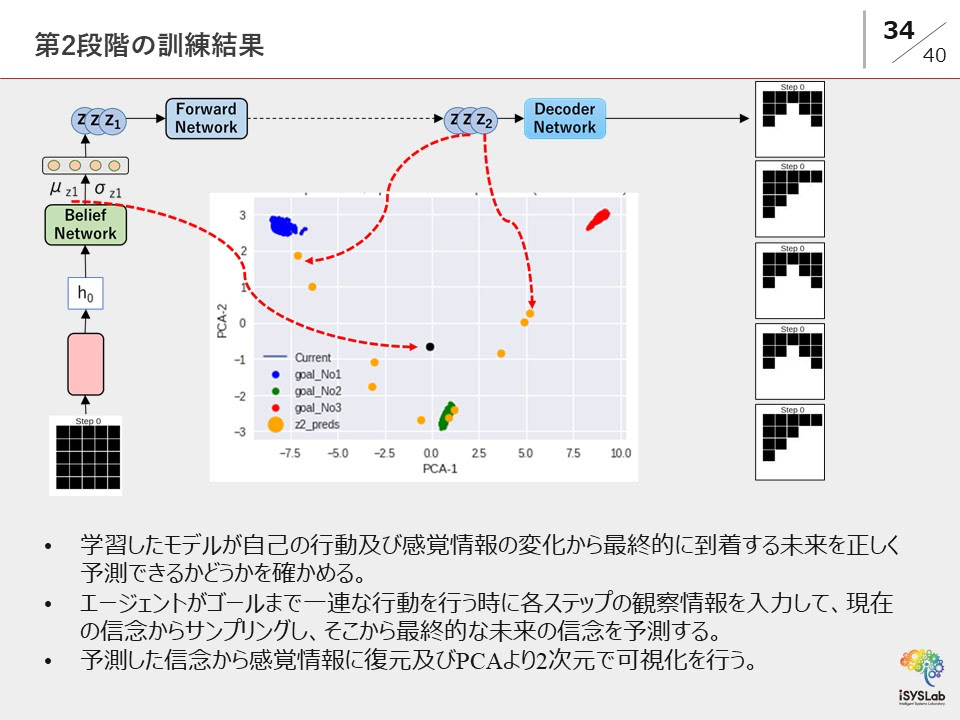 第2段階の訓練結果
34
40
z z z1
Forward
Network
z z z2
Decoder
Network
μz1 σz1
Belief
Network
h0
Step 0
PCA-2
3
2
1
0
−1
−2
−3
Current
goal_No1
goal_No2
goal_No3
z2_preds
−7.5 −5.0 −2.5 0.0 2.5 5.0 7.5 10.0
PCA-1
Step 0
Step 0
Step 0
Step 0
Step 0
• 学習したモデルが自己の行動及び感覚情報の変化から最終的に到着する未来を正しく
予測できるかどうかを確かめる。
• エージェントがゴールまで一連な行動を行う時に各ステップの観察情報を入力して、現在
の信念からサンプリングし、そこから最終的な未来の信念を予測する。
• 予測した信念から感覚情報に復元及びPCAより2次元で可視化を行う。
iSYSLab
Intelligent Systems Laboratory